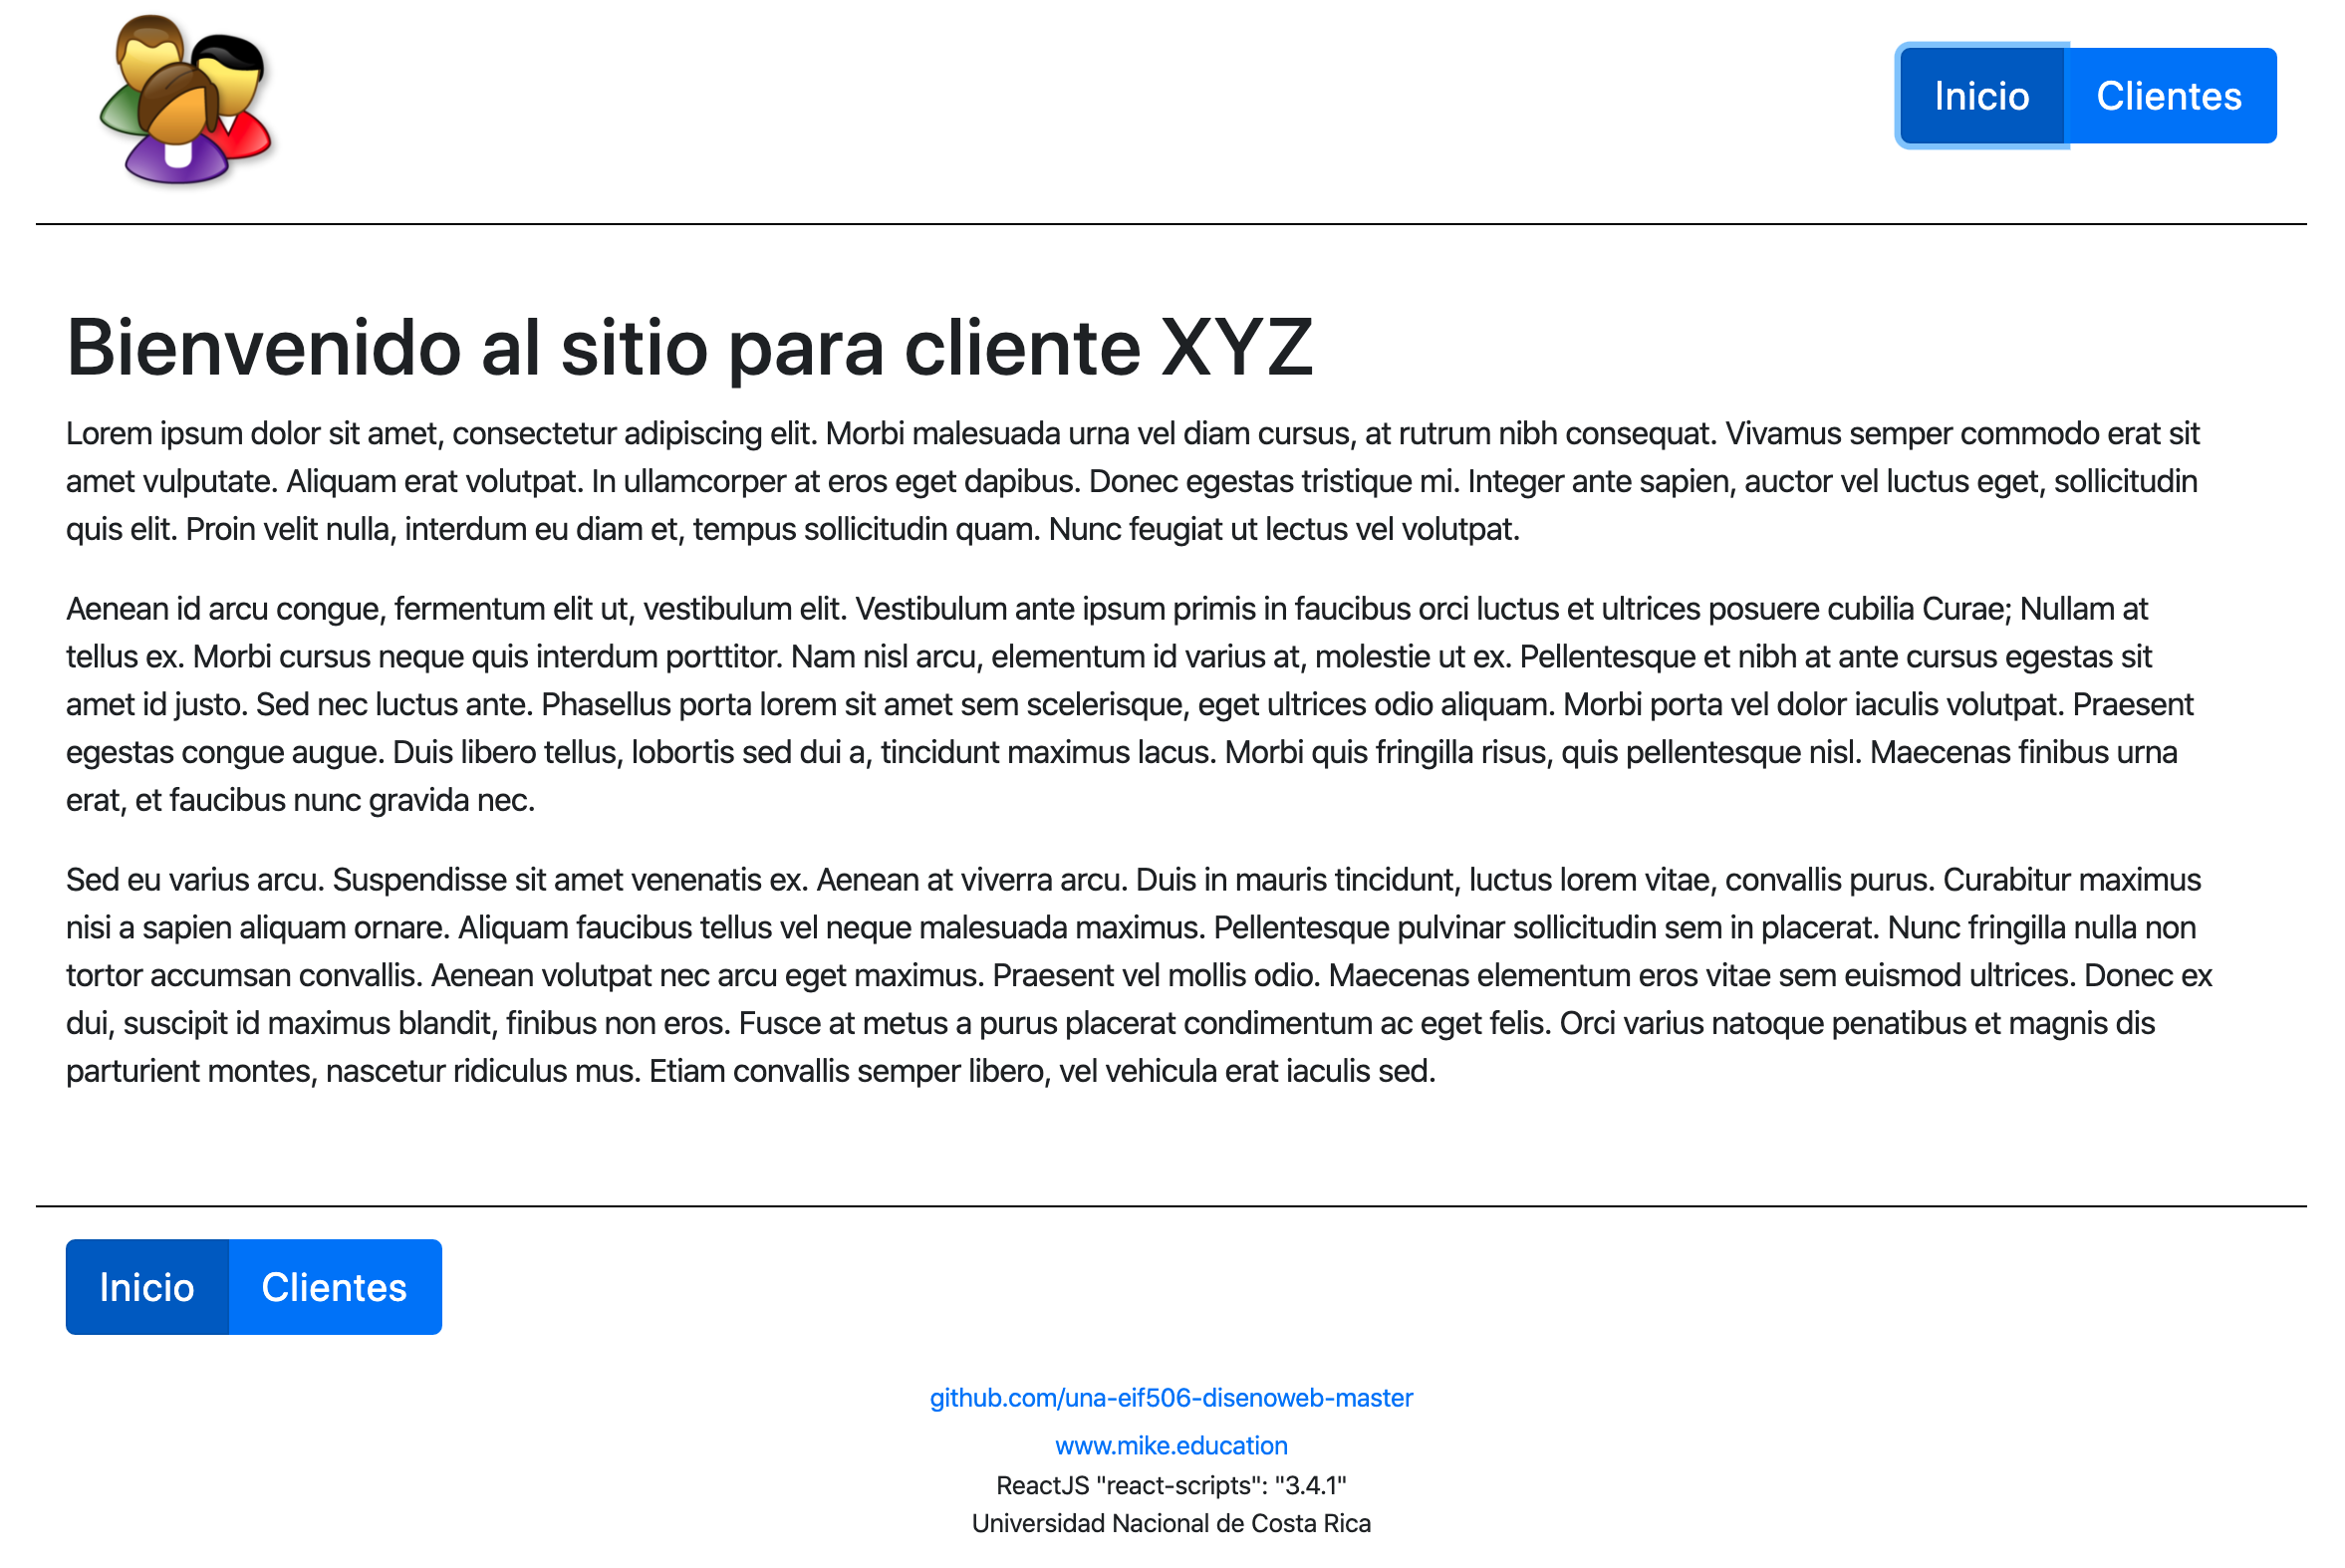 Inicio Clientes
Bienvenido al sitio para cliente XYZ
Lorem ipsum dolor sit amet, consectetur adipiscing elit. Morbi malesuada urna vel diam cursus, at rutrum nibh consequat. Vivamus semper commodo erat sit
amet vulputate. Aliquam erat volutpat. In ullamcorper at eros eget dapibus. Donec egestas tristique mi. Integer ante sapien, auctor vel luctus eget, sollicitudin
quis elit. Proin velit nulla, interdum eu diam et, tempus sollicitudin quam. Nunc feugiat ut lectus vel volutpat.
Aenean id arcu congue, fermentum elit ut, vestibulum elit. Vestibulum ante ipsum primis in faucibus orci luctus et ultrices posuere cubilia Curae; Nullam at
tellus ex. Morbi cursus neque quis interdum porttitor. Nam nisl arcu, elementum id varius at, molestie ut ex. Pellentesque et nibh at ante cursus egestas sit
amet id justo. Sed nec luctus ante. Phasellus porta lorem sit amet sem scelerisque, eget ultrices odio aliquam. Morbi porta vel dolor iaculis volutpat. Praesent
egestas congue augue. Duis libero tellus, lobortis sed dui a, tincidunt maximus lacus. Morbi quis fringilla risus, quis pellentesque nisl. Maecenas finibus urna
erat, et faucibus nunc gravida nec.
Sed eu varius arcu. Suspendisse sit amet venenatis ex. Aenean at viverra arcu. Duis in mauris tincidunt, luctus lorem vitae, convallis purus. Curabitur maximus
nisi a sapien aliquam ornare. Aliquam faucibus tellus vel neque malesuada maximus. Pellentesque pulvinar sollicitudin sem in placerat. Nunc fringilla nulla non
tortor accumsan convallis. Aenean volutpat nec arcu eget maximus. Praesent vel mollis odio. Maecenas elementum eros vitae sem euismod ultrices. Donec ex
dui, suscipit id maximus blandit, finibus non eros. Fusce at metus a purus placerat condimentum ac eget felis. Orci varius natoque penatibus et magnis dis
parturient montes, nascetur ridiculus mus. Etiam convallis semper libero, vel vehicula erat iaculis sed.
Inicio Clientes
github.com/una-eif506-disenoweb-master
www.mike.education
ReactJS "react-scripts": "3.4.1"
Universidad Nacional de Costa Rica